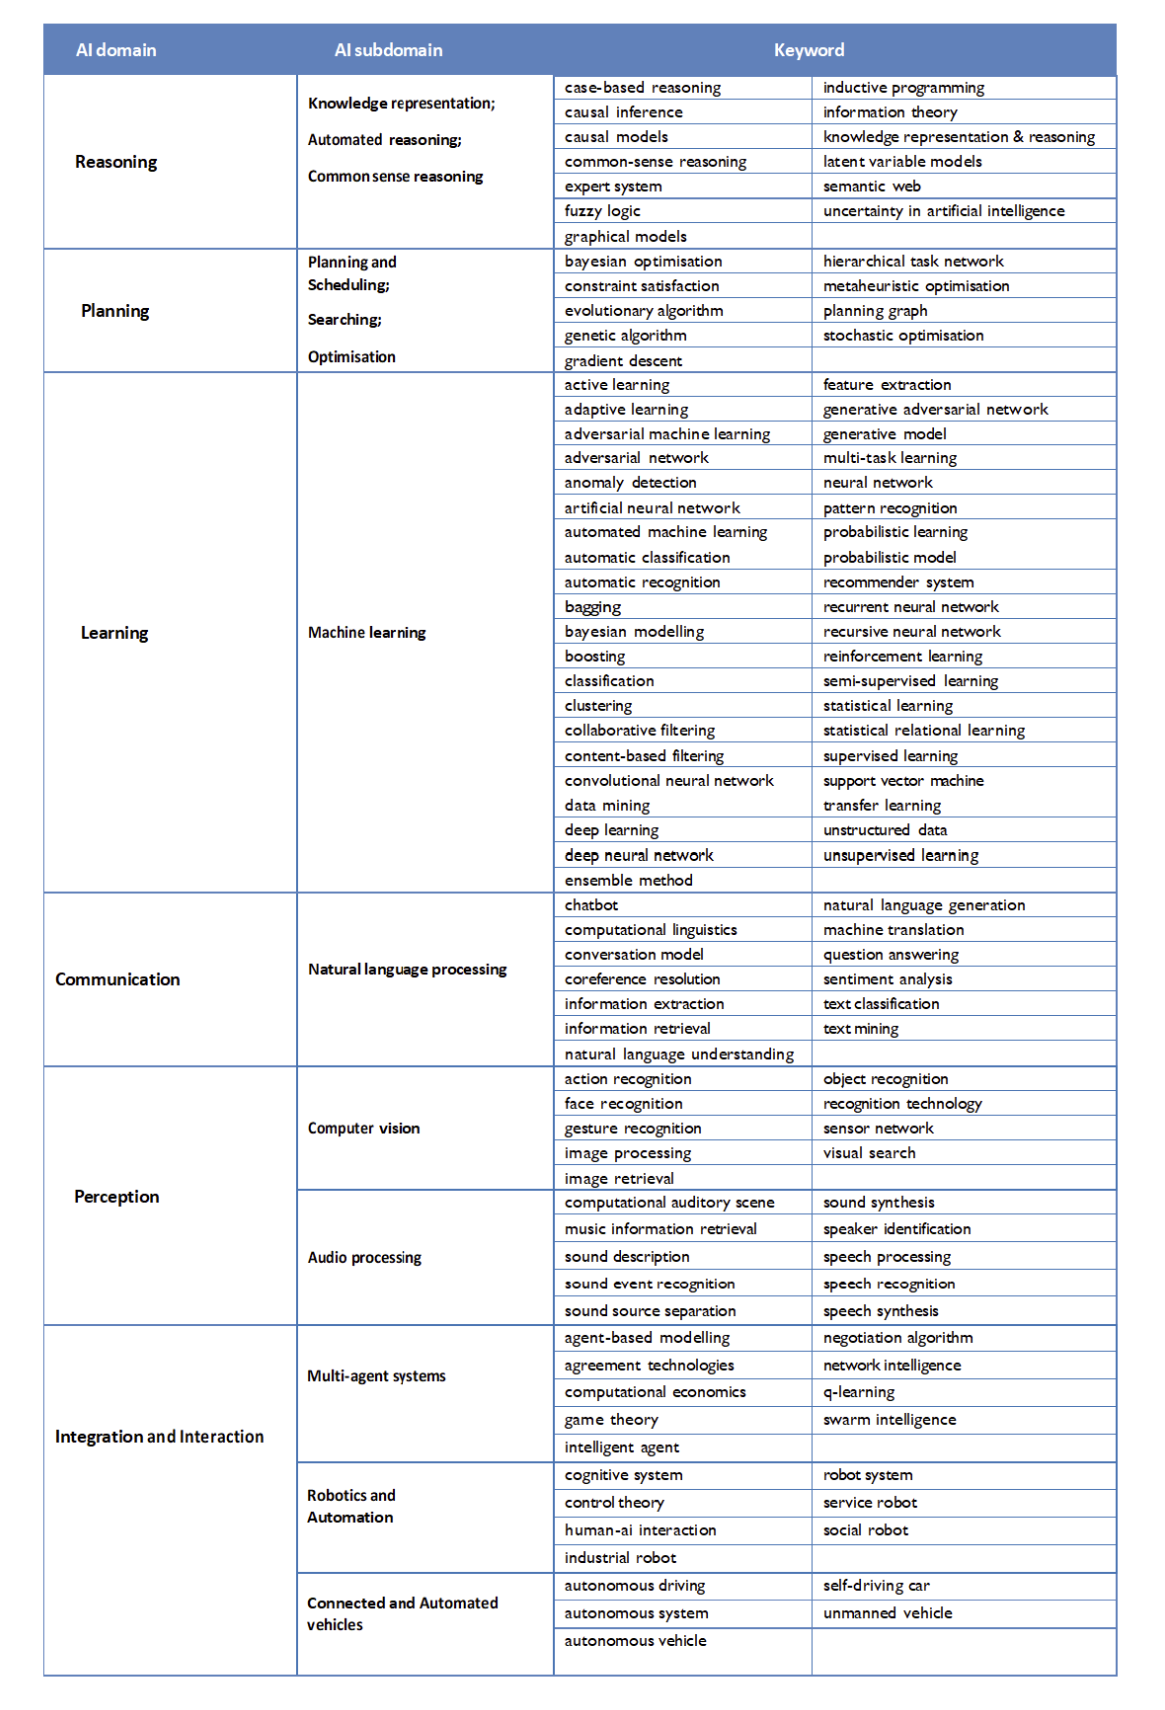 AI domain AI subdomain Keyword
Reasoning
Knowledge representation;
Automated reasoning;
Common sense reasoning
case-based reasoning inductive programming
causal inference information theory
causal models knowledge representation & reasoning
common-sense reasoning latent variable models
expert system semantic web
fuzzy logic uncertainty in artificial intelligence
graphical models
Planning
Planning and
Scheduling;
Searching;
Optimisation
bayesian optimisation hierarchical task network
constraint satisfaction metaheuristic optimisation
evolutionary algorithm planning graph
genetic algorithm stochastic optimisation
gradient descent
Learning
Machine learning
active learning feature extraction
adaptive learning generative adversarial network
adversarial machine learning generative model
adversarial network multi-task learning
anomaly detection neural network
artificial neural network pattern recognition
automated machine learning probabilistic learning
automatic classification probabilistic model
automatic recognition recommender system
bagging recurrent neural network
bayesian modelling recursive neural network
boosting reinforcement learning
classification semi-supervised learning
clustering statistical learning
collaborative filtering statistical relational learning
content-based filtering supervised learning
convolutional neural network support vector machine
data mining transfer learning
deep learning unstructured data
deep neural network unsupervised learning
ensemble method
Communication
Natural language processing
chatbot natural language generation
computational linguistics machine translation
conversation model question answering
coreference resolution sentiment analysis
information extraction text classification
information retrieval text mining
natural language understanding
Perception
Computer vision
action recognition object recognition
face recognition recognition technology
gesture recognition sensor network
image processing visual search
image retrieval
Audio processing
computational auditory scene sound synthesis
music information retrieval speaker identification
sound description speech processing
sound event recognition speech recognition
sound source separation speech synthesis
Integration and Interaction
Multi-agent systems
agent-based modelling negotiation algorithm
agreement technologies network intelligence
computational economics q-learning
game theory swarm intelligence
intelligent agent
Robotics and
Automation
cognitive system robot system
control theory service robot
human-ai interaction social robot
industrial robot
Connected and Automated
vehicles
autonomous driving self-driving car
autonomous system unmanned vehicle
autonomous vehicle